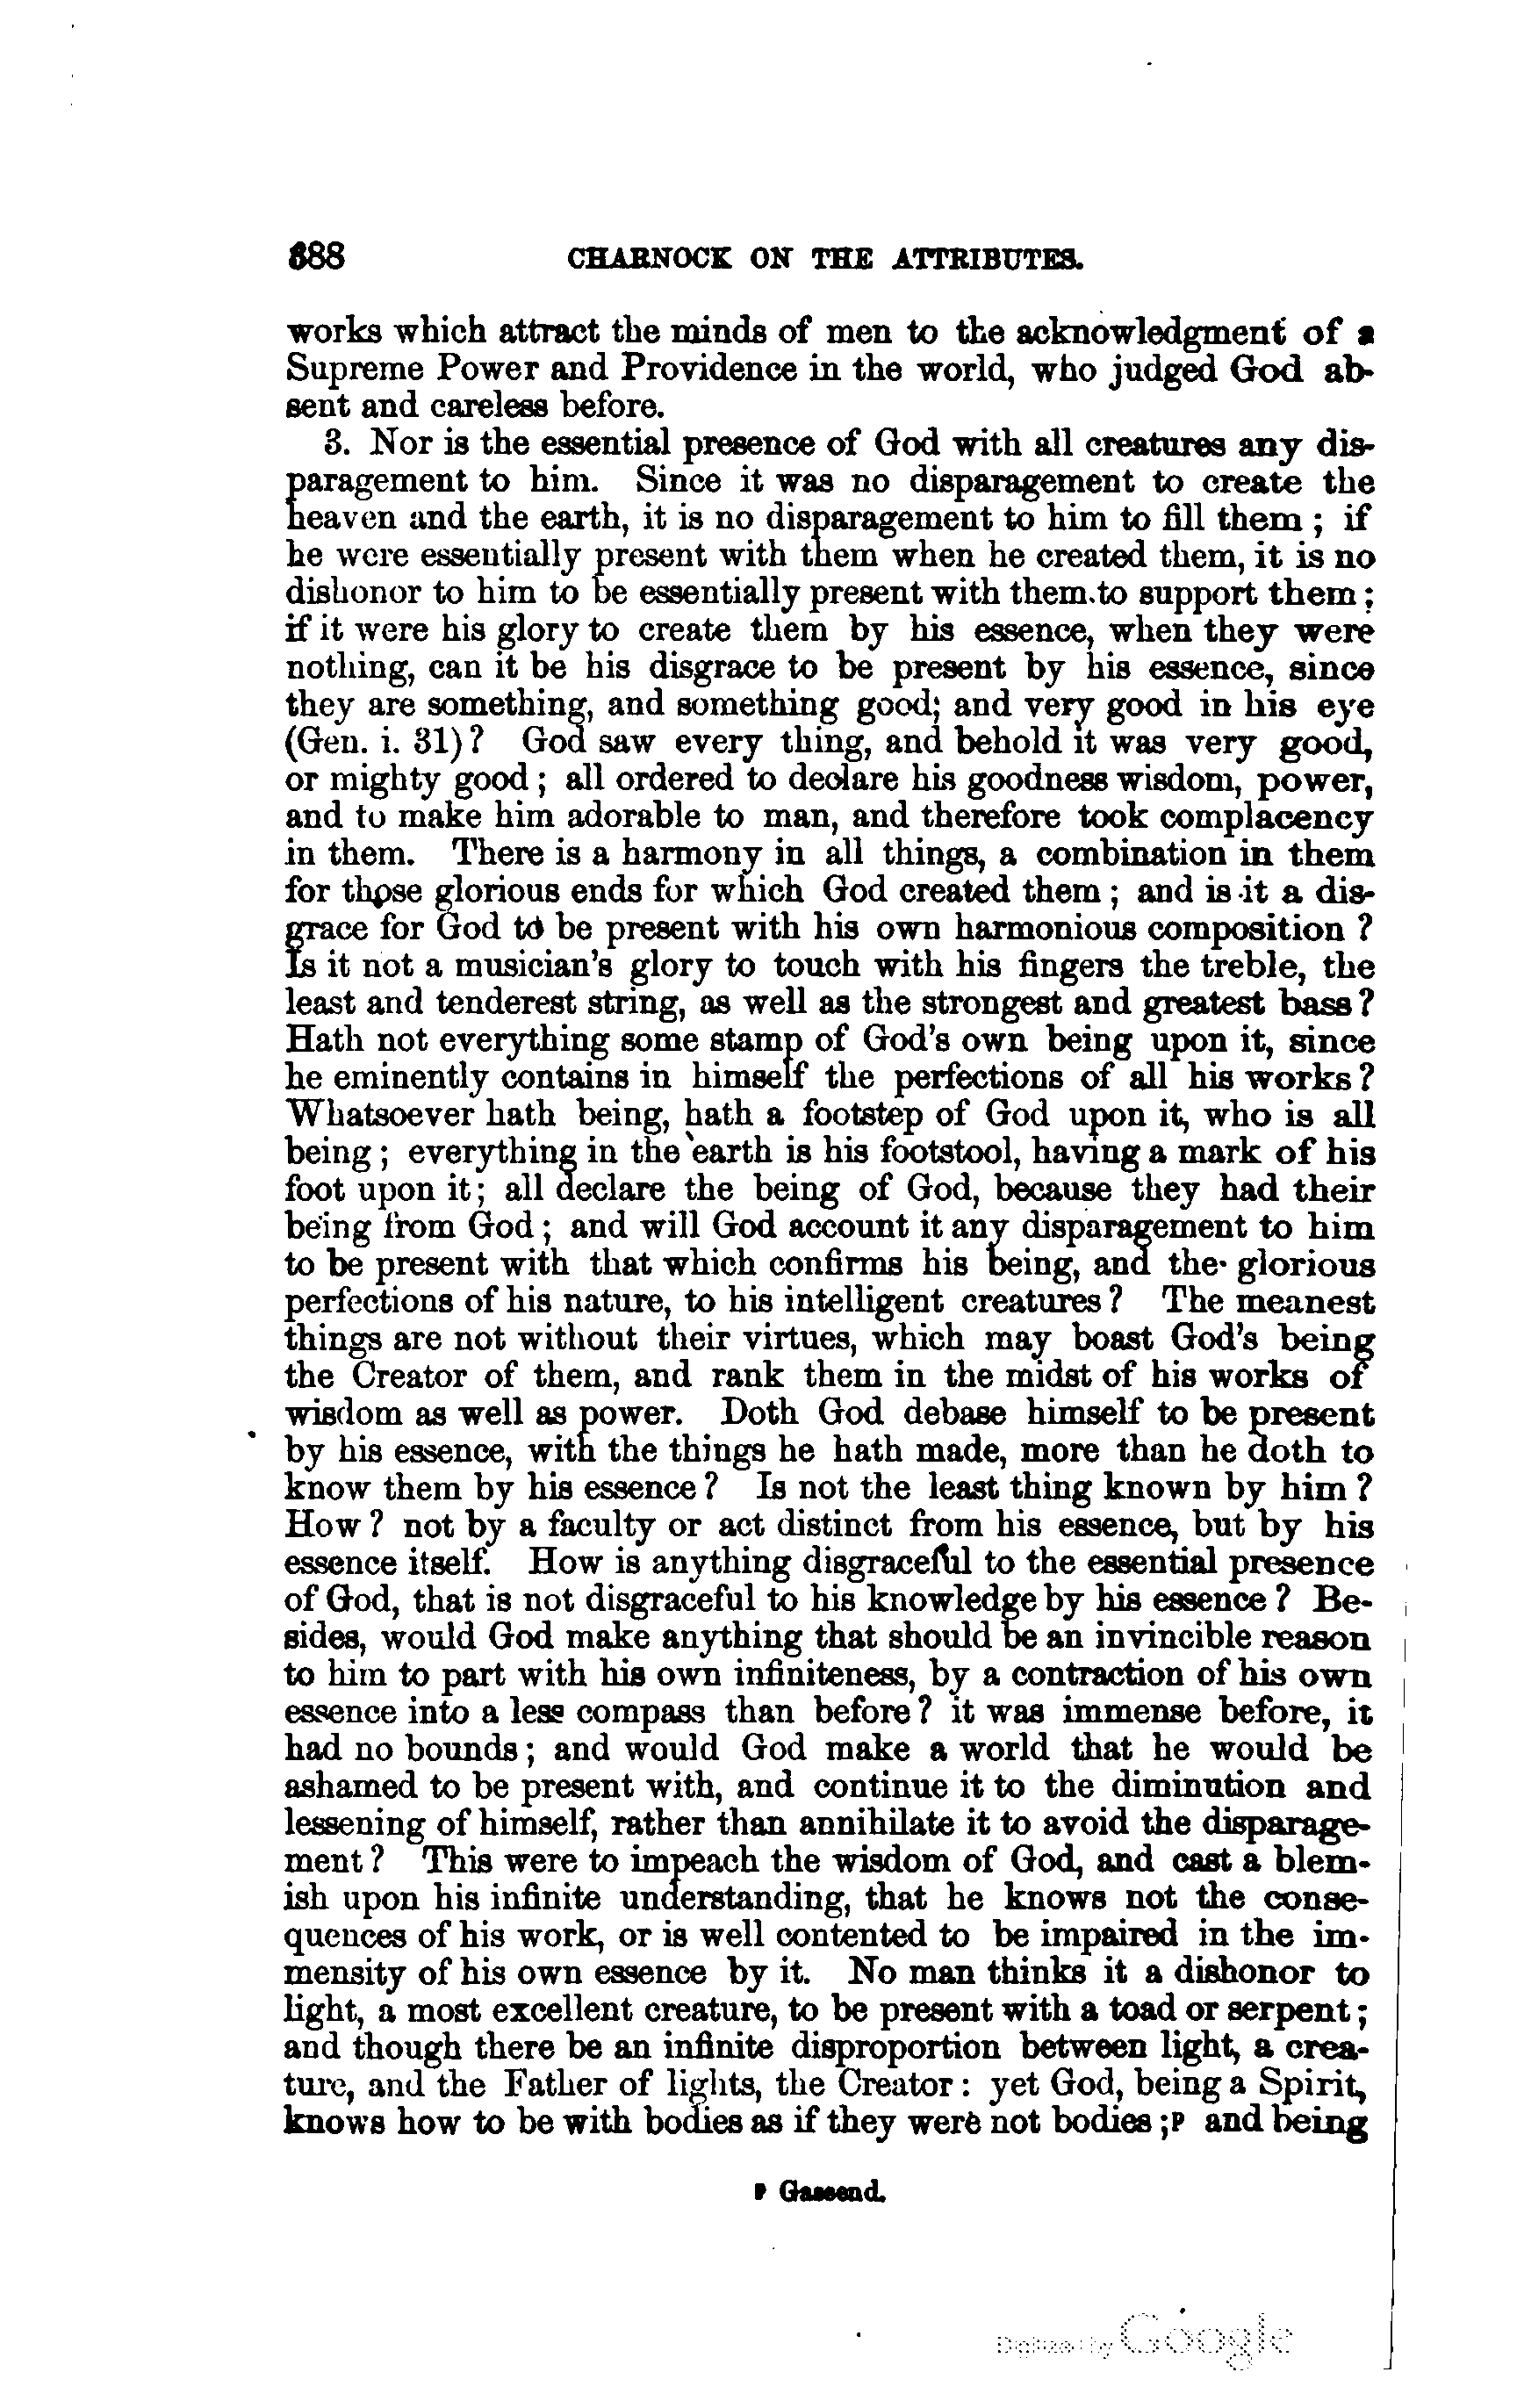 388 CHARNOCK ON THE ATTRIBUTES.
works which attract the minds of men to the acknowledgment of a
Supreme Power and Providence in the world, who judged God ab-
sent and careless before.
3. Nor is the essential presence of God with all creatures any dis-
paragement to him. Since it was no disparagement to create the
heaven and the earth, it is no disparagement to him to fill them; if
he were essentially present with them when he created them, it is no
dishonor to him to be essentially present with them to support them;
if it were his glory to create them by his essence, when they were
nothing, can it be his disgrace to be present by his essence, since
they are something, and something good; and very good in his eye
(Gen. i. 31)? God saw every thing, and behold it was very good,
or mighty good; all ordered to declare his goodness wisdom, power,
and to make him adorable to man, and therefore took complacency
in them. There is a harmony in all things, a combination in them
for those glorious ends for which God created them; and is it a dis-
grace for God to be present with his own harmonious composition?
Is it not a musician's glory to touch with his fingers the treble, the
least and tenderest string, as well as the strongest and greatest bass?
Hath not everything some stamp of God's own being upon it, since
he eminently contains in himself the perfections of all his works?
Whatsoever hath being, hath a footstep of God upon it, who is all
being; everything in the earth is his footstool, having a mark of his
foot upon it; all declare the being of God, because they had their
being from God; and will God account it any disparagement to him
to be present with that which confirms his being, and the glorious
perfections of his nature, to his intelligent creatures? The meanest
things are not without their virtues, which may boast God's being
the Creator of them, and rank them in the midst of his works of
wisdom as well as power. Doth God debase himself to be present
by his essence, with the things he hath made, more than he doth to
know them by his essence? Is not the least thing known by him?
How? not by a faculty or act distinct from his essence, but by his
essence itself. How is anything disgraceful to the essential presence
of God, that is not disgraceful to his knowledge by his essence? Be-
sides, would God make anything that should be an invincible reason
to him to part with his own infiniteness, by a contraction of his own
essence into a less compass than before? it was immense before, it
had no bounds; and would God make a world that he would be
ashamed to be present with, and continue it to the diminution and
lessening of himself, rather than annihilate it to avoid the disparage-
ment? This were to impeach the wisdom of God, and cast a blem-
ish upon his infinite understanding, that he knows not the conse-
quences of his work, or is well contented to be impaired in the im-
mensity of his own essence by it. No man thinks it a dishonor to
light, a most excellent creature, to be present with a toad or serpent;
and though there be an infinite disproportion between light, a crea-
ture, and the Father of lights, the Creator: yet God, being a Spirit,
knows how to be with bodies as if they were not bodies;p and being
p Gassend.
Digitized by Google